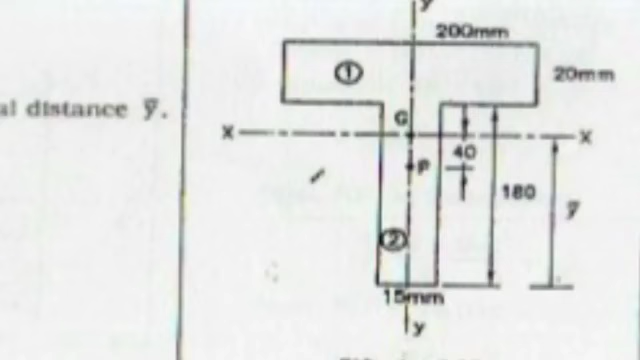 y
200mm
①
20mm
al distance y̅.
G
X
X
40
P
180
y̅
②
15mm
y